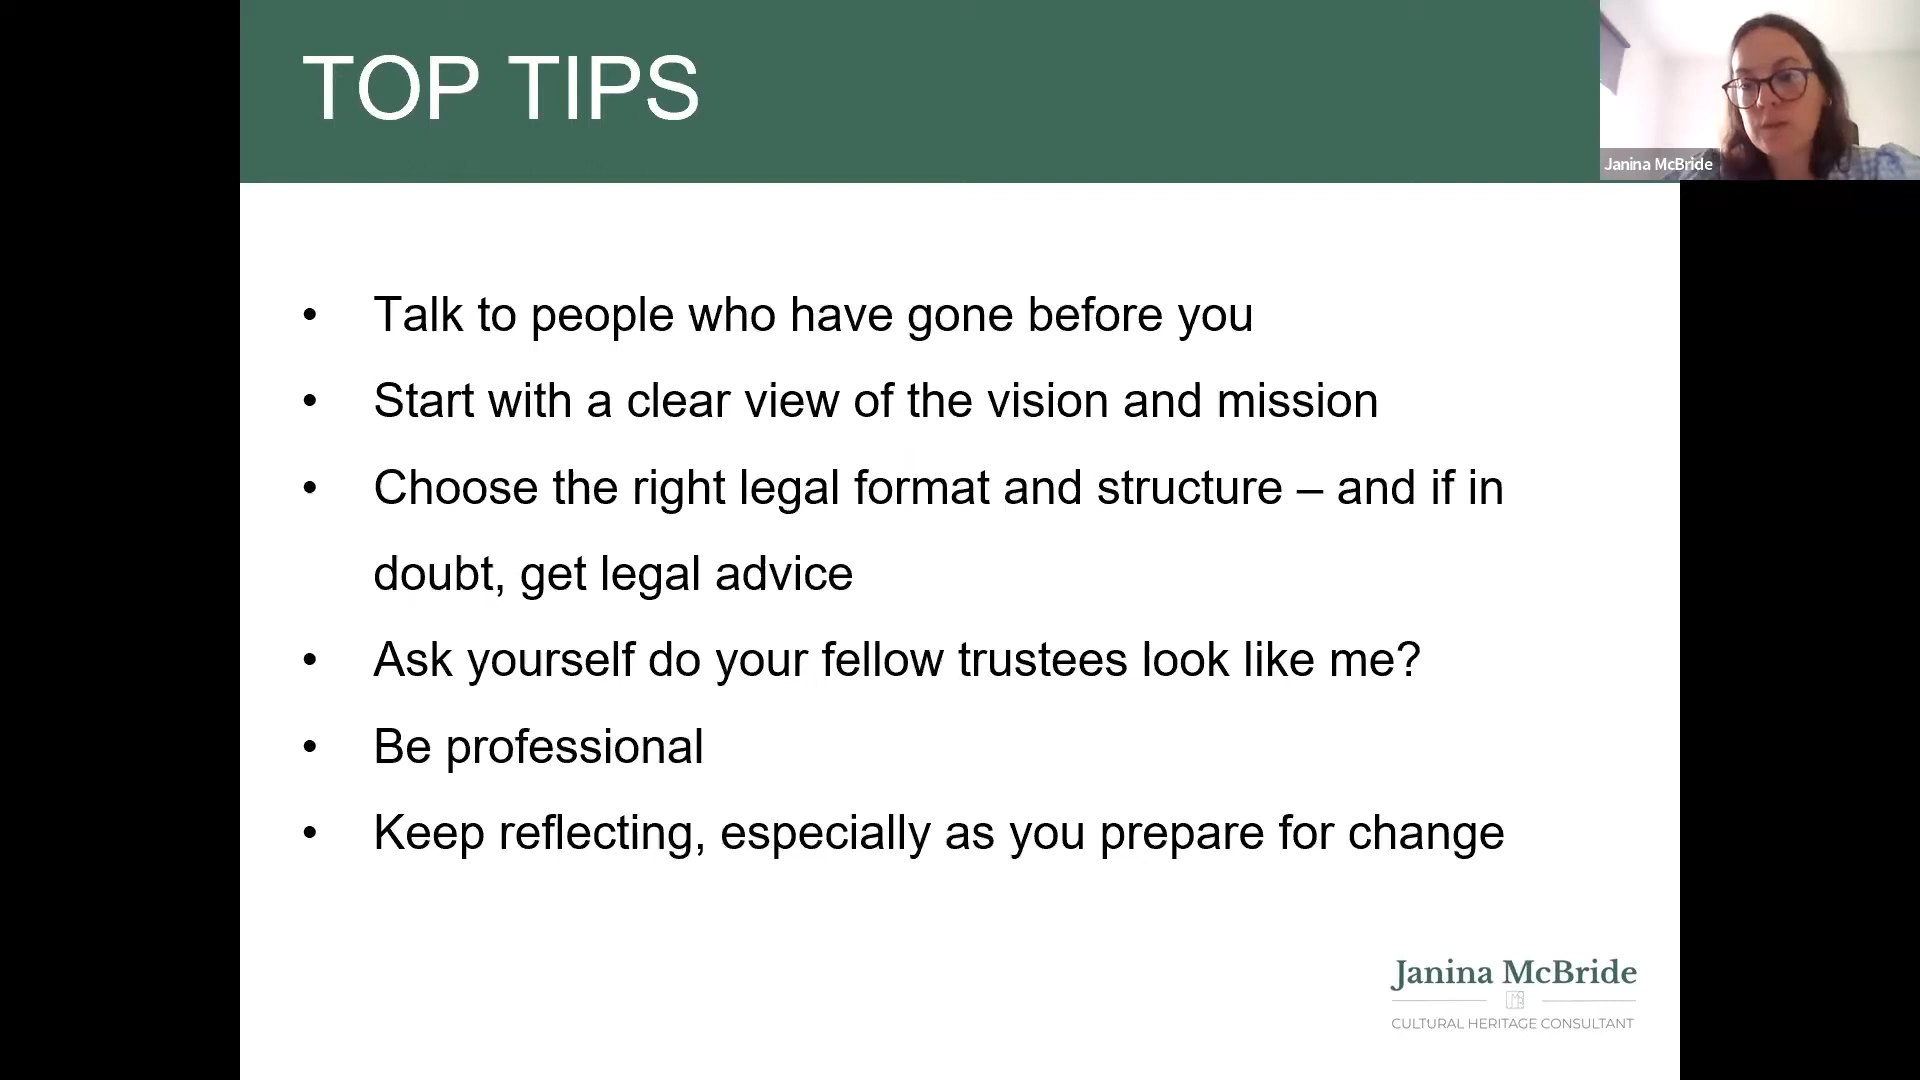 TOP TIPS
Janina McBride
• Talk to people who have gone before you
• Start with a clear view of the vision and mission
• Choose the right legal format and structure – and if in
doubt, get legal advice
• Ask yourself do your fellow trustees look like me?
• Be professional
• Keep reflecting, especially as you prepare for change
Janina McBride
CULTURAL HERITAGE CONSULTANT